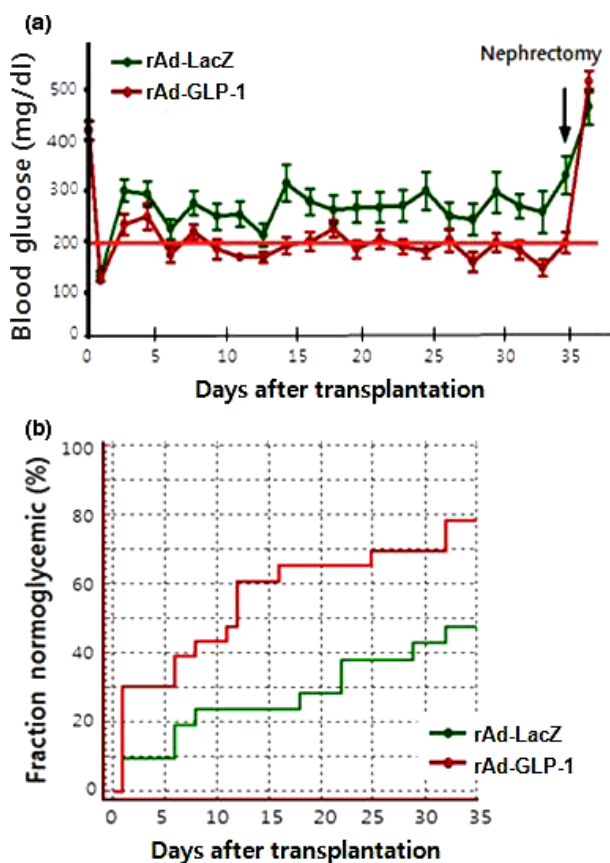 (a)
rAd-LacZ
rAd-GLP-1
Nephrectomy
Blood glucose (mg/dl)
500
400
300
200
100
0
0 5 10 15 20 25 30 35
Days after transplantation
(b)
Fraction normoglycemic (%)
100
80
60
40
20
0
rAd-LacZ
rAd-GLP-1
0 5 10 15 20 25 30 35
Days after transplantation